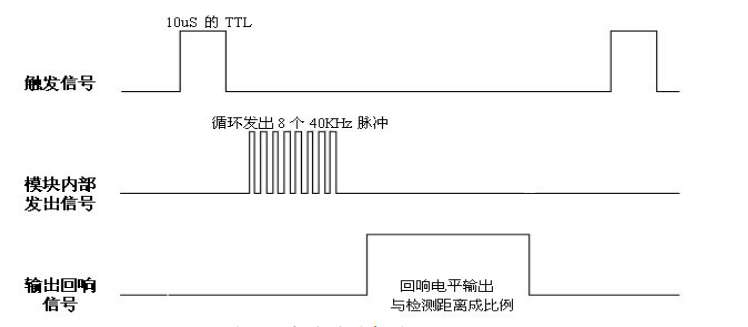 10uS 的 TTL
触发信号
循环发出 8 个 40KHz 脉冲
模块内部
发出信号
输出回响
信号
回响电平输出
与检测距离成比例